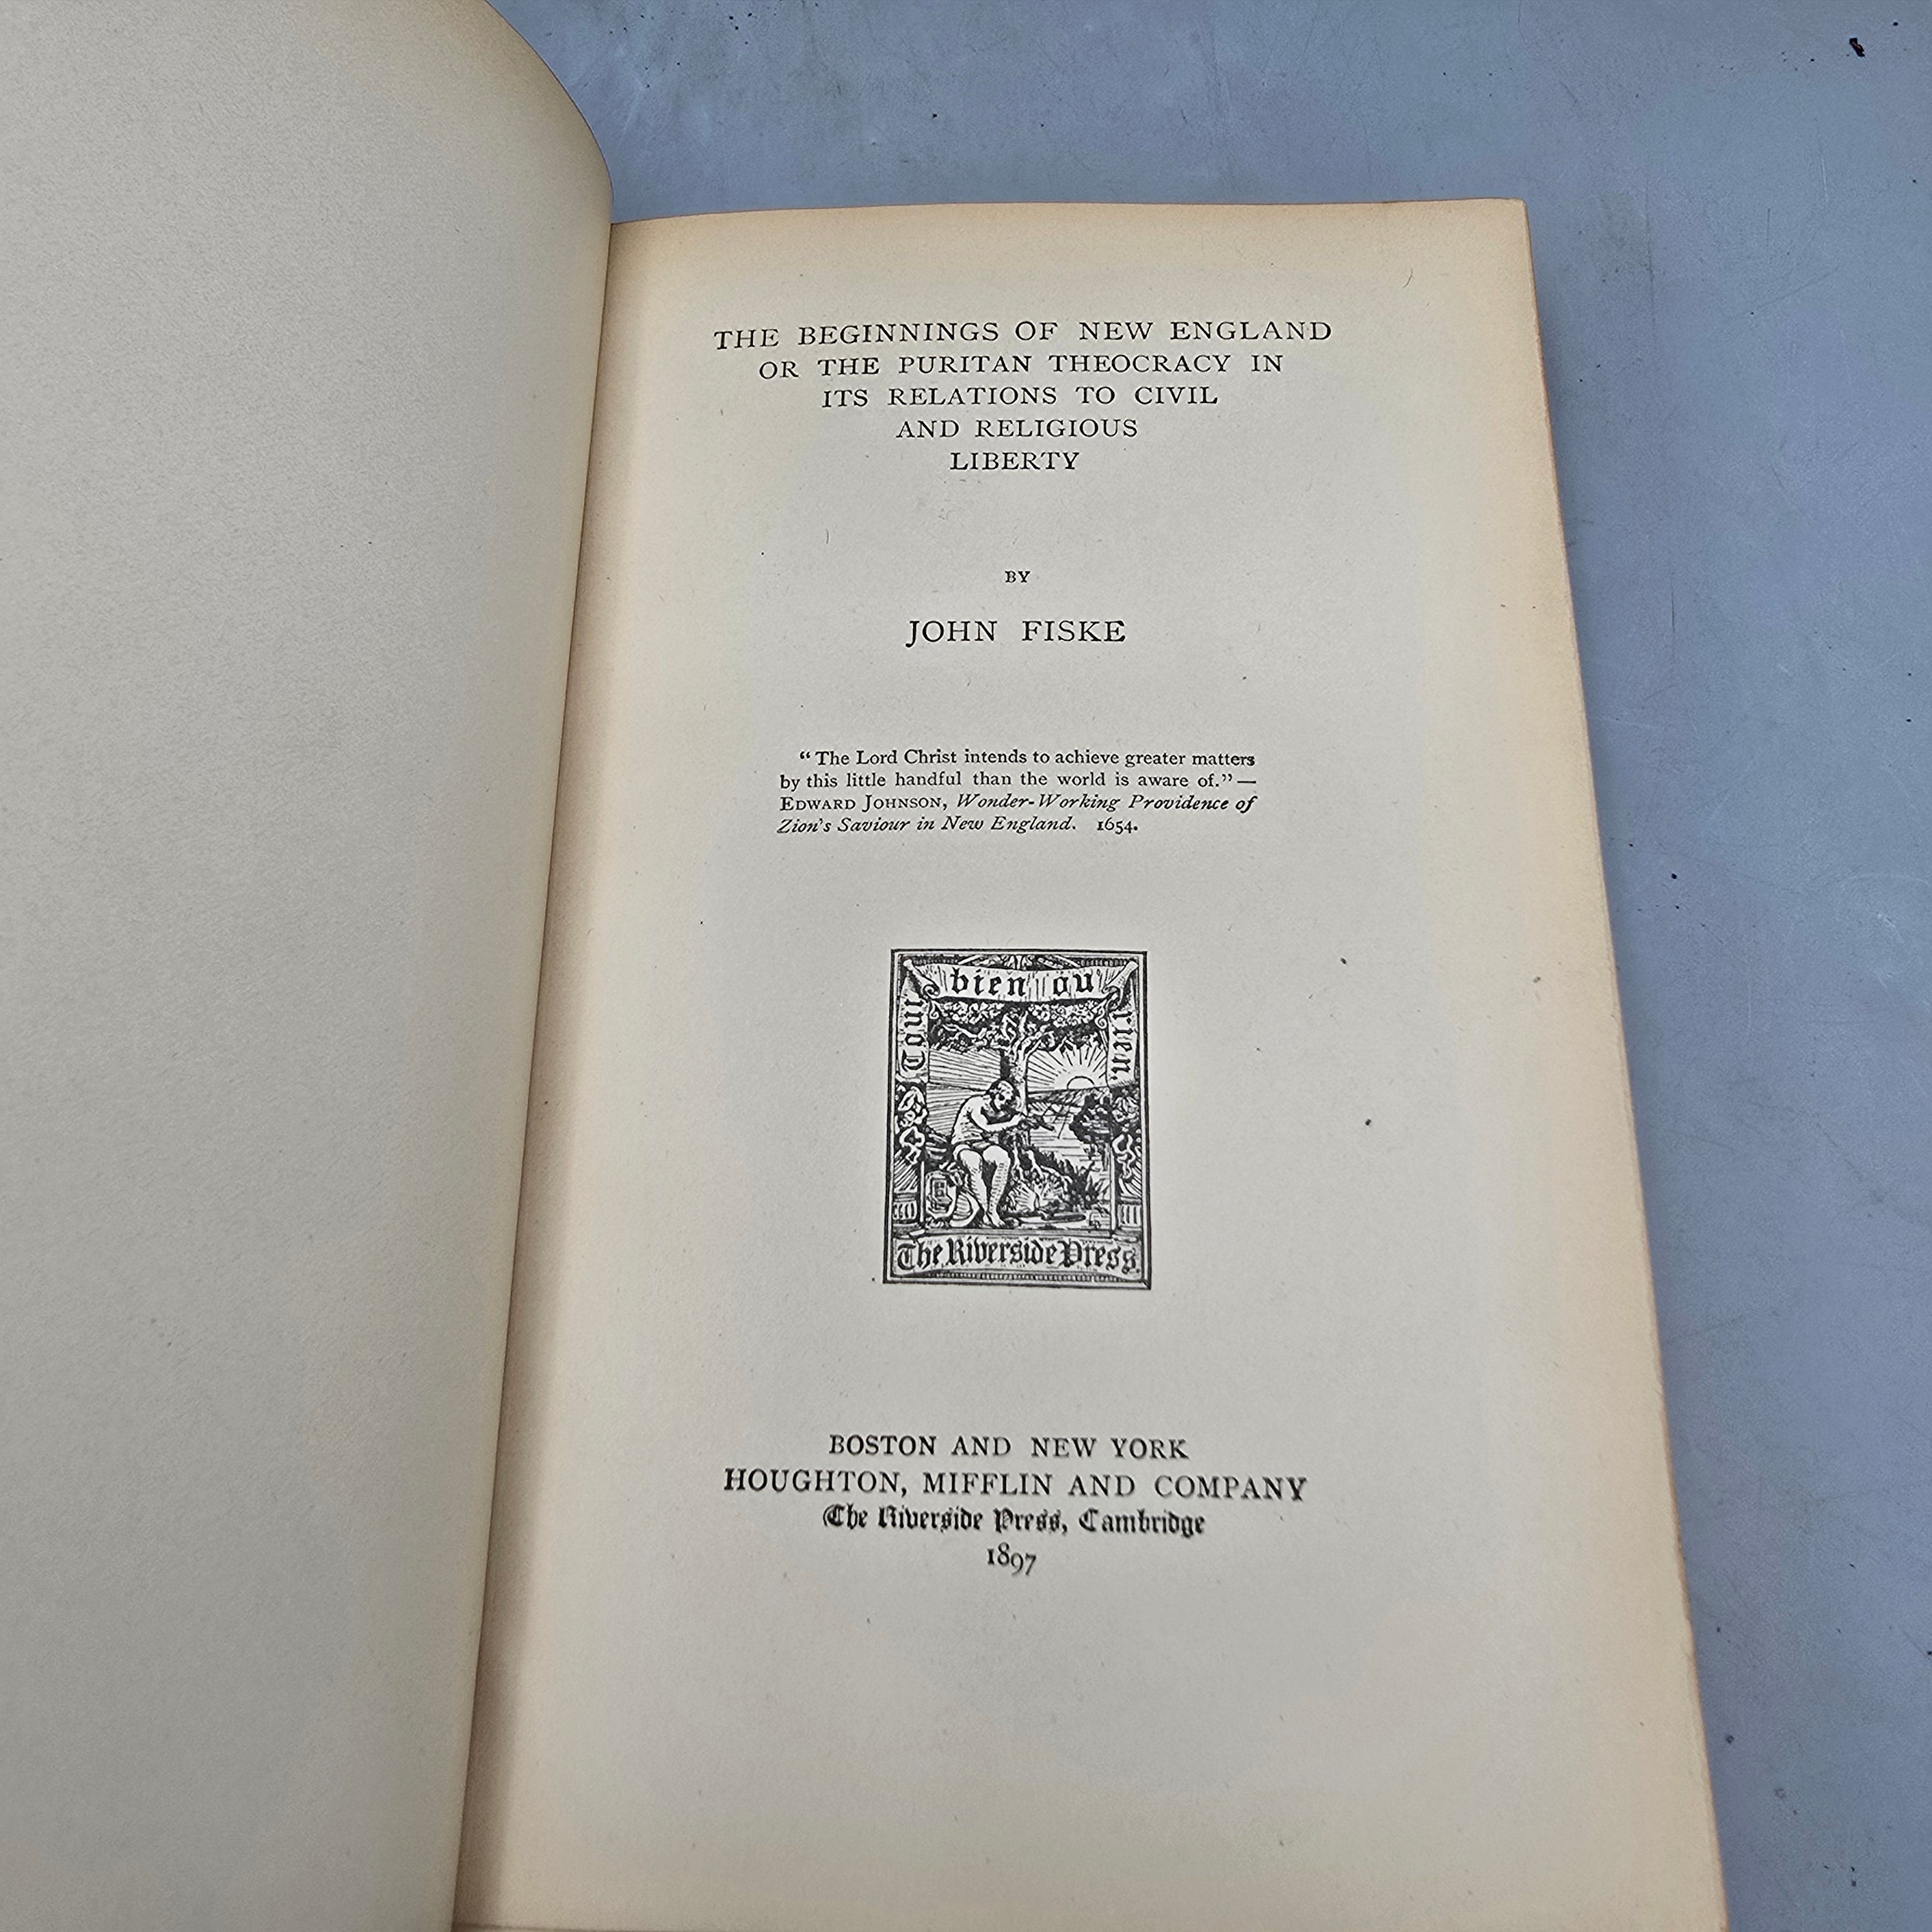 THE BEGINNINGS OF NEW ENGLAND
OR THE PURITAN THEOCRACY IN
ITS RELATIONS TO CIVIL
AND RELIGIOUS
LIBERTY
BY
JOHN FISKE
“The Lord Christ intends to achieve greater matters
by this little handful than the world is aware of.” —
EDWARD JOHNSON, Wonder-Working Providence of
Zion's Saviour in New England. 1654.
Tout
bien ou
rien.
The Riverside Press.
BOSTON AND NEW YORK
HOUGHTON, MIFFLIN AND COMPANY
The Riverside Press, Cambridge
1897